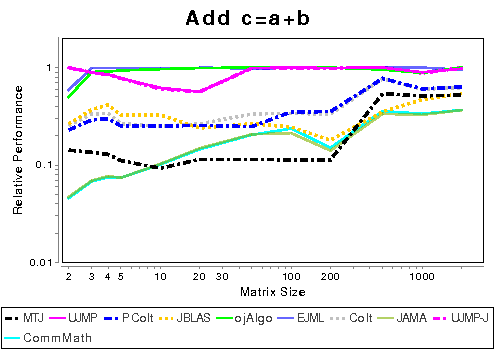 Add c=a+b
Relative Performance
1
0.1
0.01
2 3 4 5 10 20 30 100 200 1000
Matrix Size
MTJ UJMP PColt JBLAS ojAlgo EJML Colt JAMA UJMP-J
CommMath